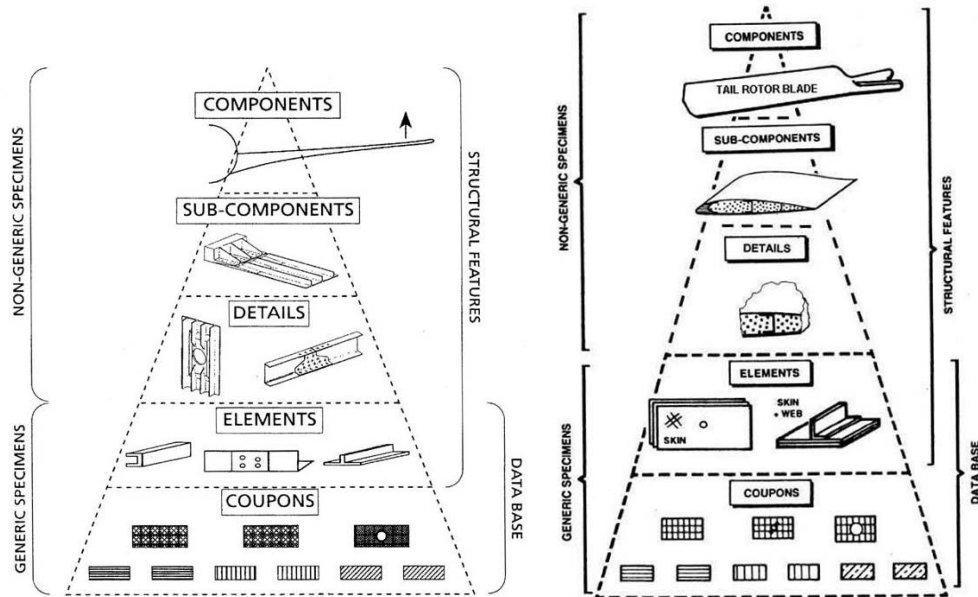 COMPONENTS
SUB-COMPONENTS
DETAILS
ELEMENTS
COUPONS
NON-GENERIC SPECIMENS
GENERIC SPECIMENS
STRUCTURAL FEATURES
DATA BASE
COMPONENTS
TAIL ROTOR BLADE
SUB-COMPONENTS
DETAILS
ELEMENTS
SKIN
SKIN
+ WEB
COUPONS
NON-GENERIC SPECIMENS
GENERIC SPECIMENS
STRUCTURAL FEATURES
DATA BASE